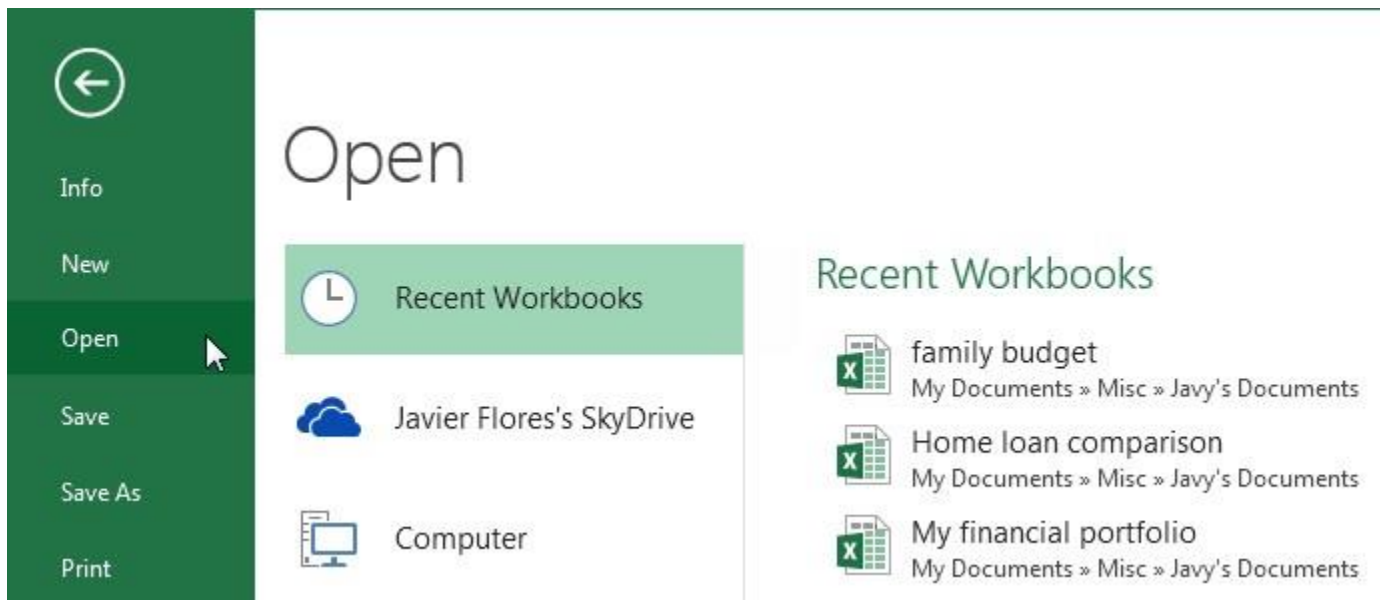 Info
New
Open
Save
Save As
Print
Open
Recent Workbooks
Javier Flores's SkyDrive
Computer
Recent Workbooks
family budget
My Documents » Misc » Javy's Documents
Home loan comparison
My Documents » Misc » Javy's Documents
My financial portfolio
My Documents » Misc » Javy's Documents